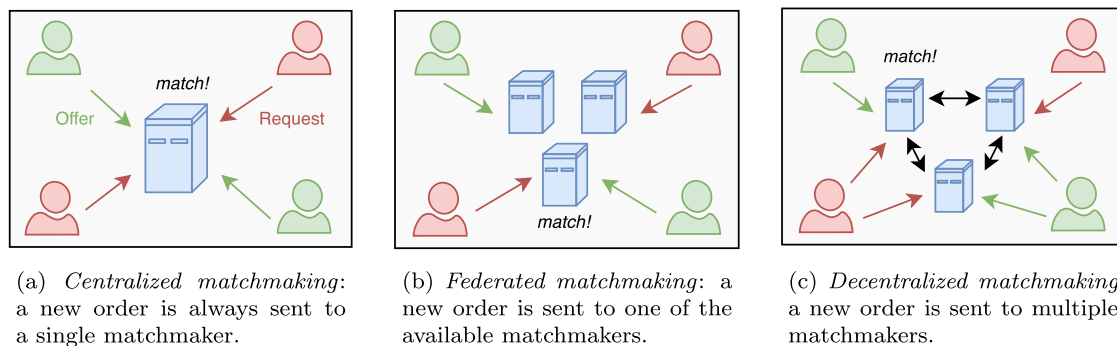 match!
Offer
Request
match!
match!
(a) Centralized matchmaking:
a new order is always sent to
a single matchmaker.
(b) Federated matchmaking: a
new order is sent to one of the
available matchmakers.
(c) Decentralized matchmaking
a new order is sent to multiple
matchmakers.